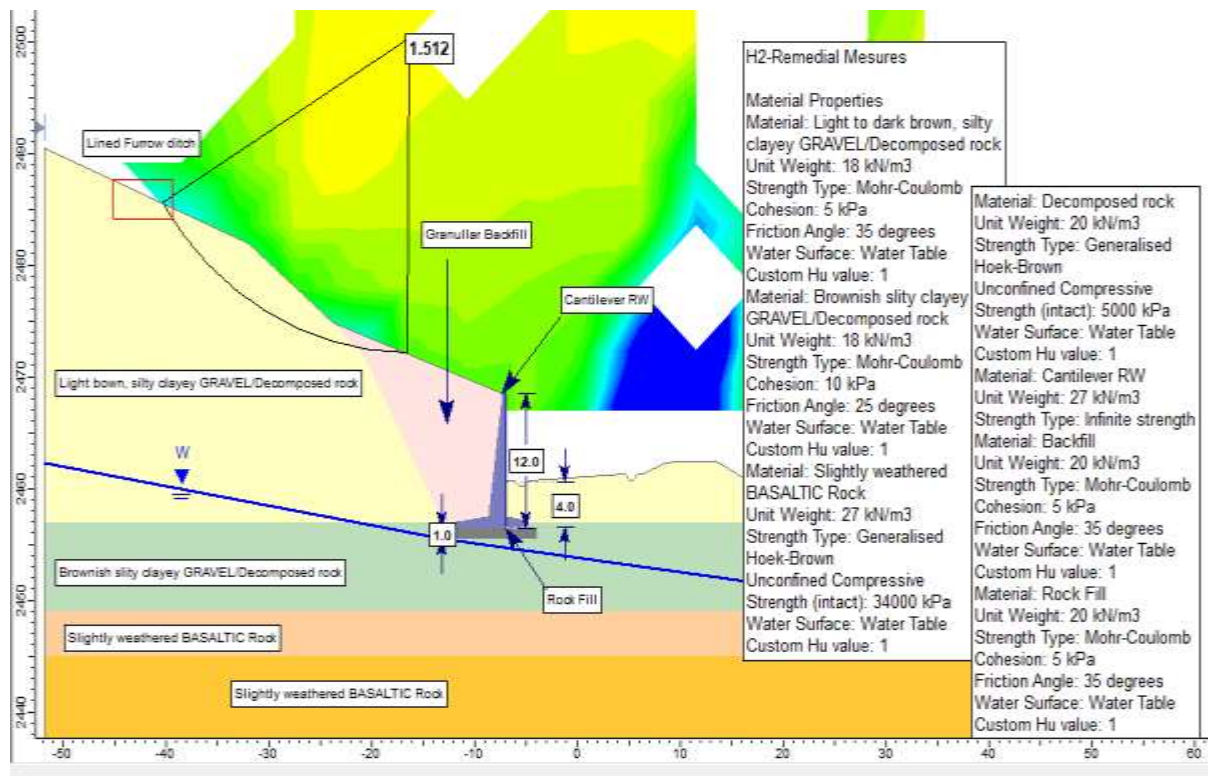 2500
1.512
H2-Remedial Mesures
Material Properties
Material: Light to dark brown, silty
clayey GRAVEL/Decomposed rock
Unit Weight: 18 kN/m3
Strength Type: Mohr-Coulomb
Cohesion: 5 kPa
Friction Angle: 35 degrees
Water Surface: Water Table
Custom Hu value: 1
Material: Brownish slity clayey
GRAVEL/Decomposed rock
Unit Weight: 18 kN/m3
Strength Type: Mohr-Coulomb
Cohesion: 10 kPa
Friction Angle: 25 degrees
Water Surface: Water Table
Custom Hu value: 1
Material: Slightly weathered
BASALTIC Rock
Unit Weight: 27 kN/m3
Strength Type: Generalised
Hoek-Brown
Unconfined Compressive
Strength (intact): 34000 kPa
Water Surface: Water Table
Custom Hu value: 1
Material: Decomposed rock
Unit Weight: 20 kN/m3
Strength Type: Generalised
Hoek-Brown
Unconfined Compressive
Strength (intact): 5000 kPa
Water Surface: Water Table
Custom Hu value: 1
Material: Cantilever RW
Unit Weight: 27 kN/m3
Strength Type: Infinite strength
Material: Backfill
Unit Weight: 20 kN/m3
Strength Type: Mohr-Coulomb
Cohesion: 5 kPa
Friction Angle: 35 degrees
Water Surface: Water Table
Custom Hu value: 1
Material: Rock Fill
Unit Weight: 20 kN/m3
Strength Type: Mohr-Coulomb
Cohesion: 5 kPa
Friction Angle: 35 degrees
Water Surface: Water Table
Custom Hu value: 1
Lined Furrow ditch
2490
Granullar Backfill
2480
Cantilever RW
2470
Light bown, silty clayey GRAVEL/Decomposed rock
W
12.0
2460
4.0
1.0
Brownish slity clayey GRAVEL/Decomposed rock
Rock Fill
2450
Slightly weathered BASALTIC Rock
Slightly weathered BASALTIC Rock
2440
-50 -40 -30 -20 -10 0 10 20 30 40 50 60